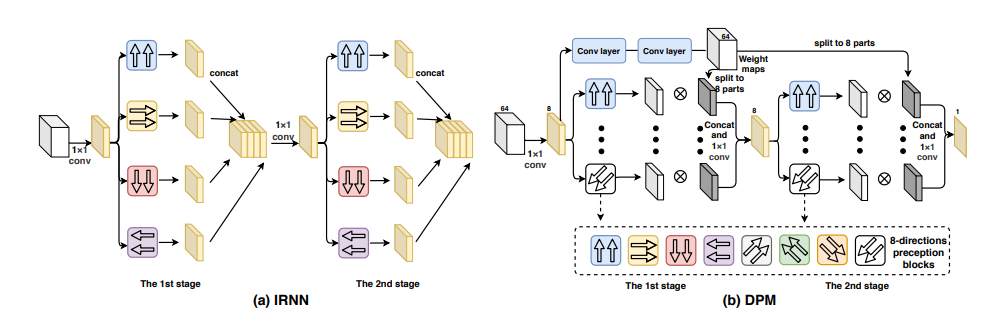 concat
1×1
conv
1×1
conv
concat
The 1st stage
The 2nd stage
(a) IRNN
64
1×1
conv
8
Conv layer
Conv layer
64
Weight
maps
split to
8 parts
split to 8 parts
Concat
and
1×1
conv
8
Concat
and
1×1
conv
1
8-directions
preception
blocks
The 1st stage
The 2nd stage
(b) DPM